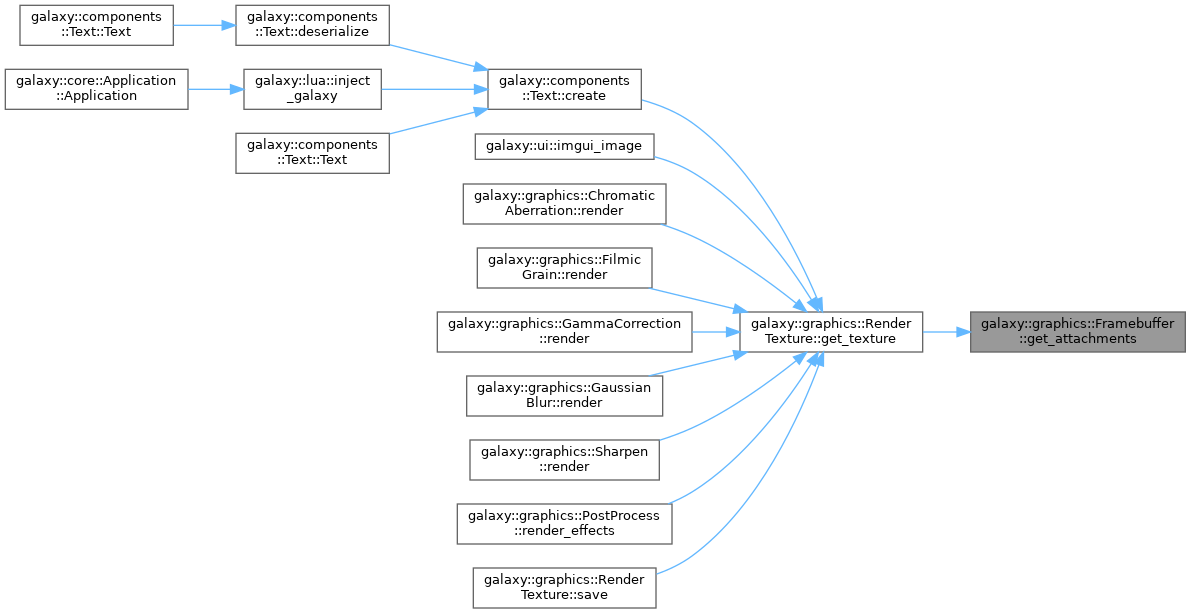 galaxy::components
::Text::Text
galaxy::components
::Text::deserialize
galaxy::core::Application
::Application
galaxy::lua::inject
_galaxy
galaxy::components
::Text::create
galaxy::components
::Text::Text
galaxy::ui::imgui_image
galaxy::graphics::Chromatic
Aberration::render
galaxy::graphics::Filmic
Grain::render
galaxy::graphics::GammaCorrection
::render
galaxy::graphics::Render
Texture::get_texture
galaxy::graphics::Framebuffer
::get_attachments
galaxy::graphics::Gaussian
Blur::render
galaxy::graphics::Sharpen
::render
galaxy::graphics::PostProcess
::render_effects
galaxy::graphics::Render
Texture::save